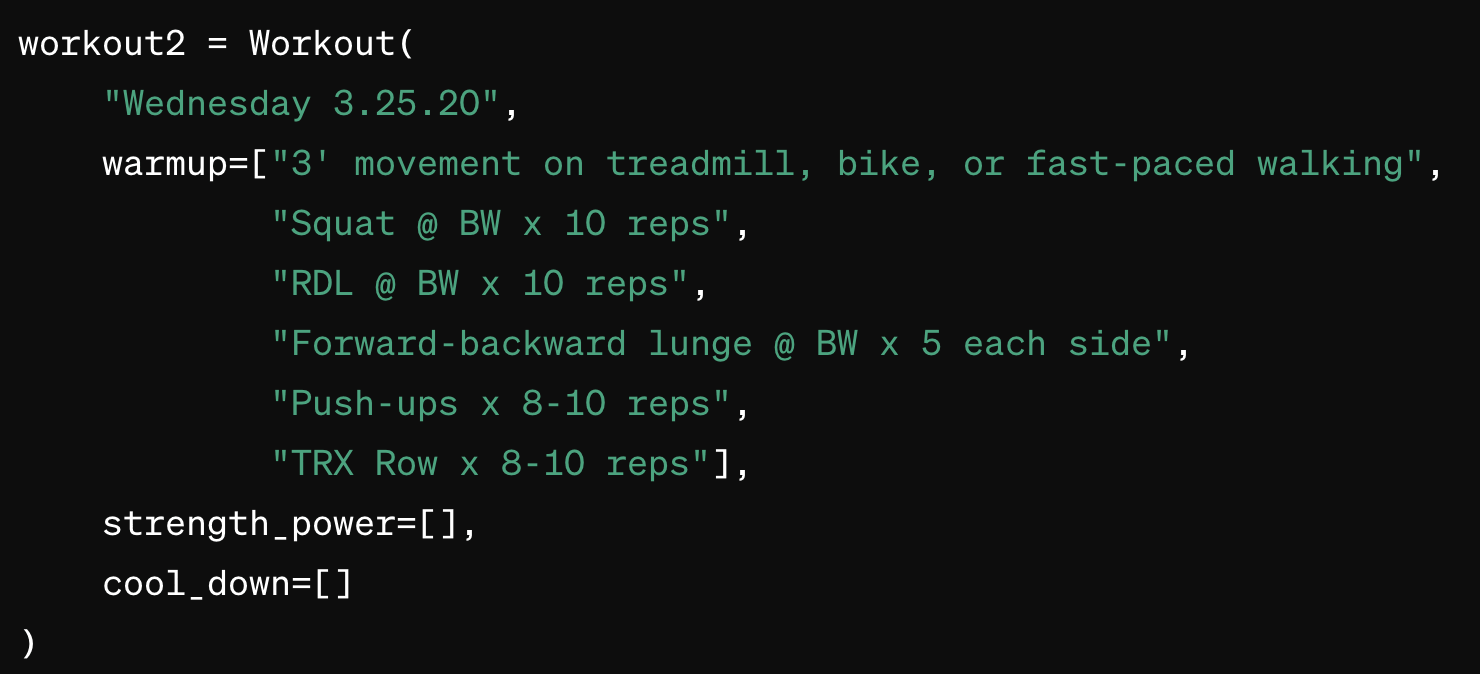 workout2 = Workout(
    "Wednesday 3.25.20",
    warmup=["3' movement on treadmill, bike, or fast-paced walking",
            "Squat @ BW x 10 reps",
            "RDL @ BW x 10 reps",
            "Forward-backward lunge @ BW x 5 each side",
            "Push-ups x 8-10 reps",
            "TRX Row x 8-10 reps"],
    strength_power=[],
    cool_down=[]
)